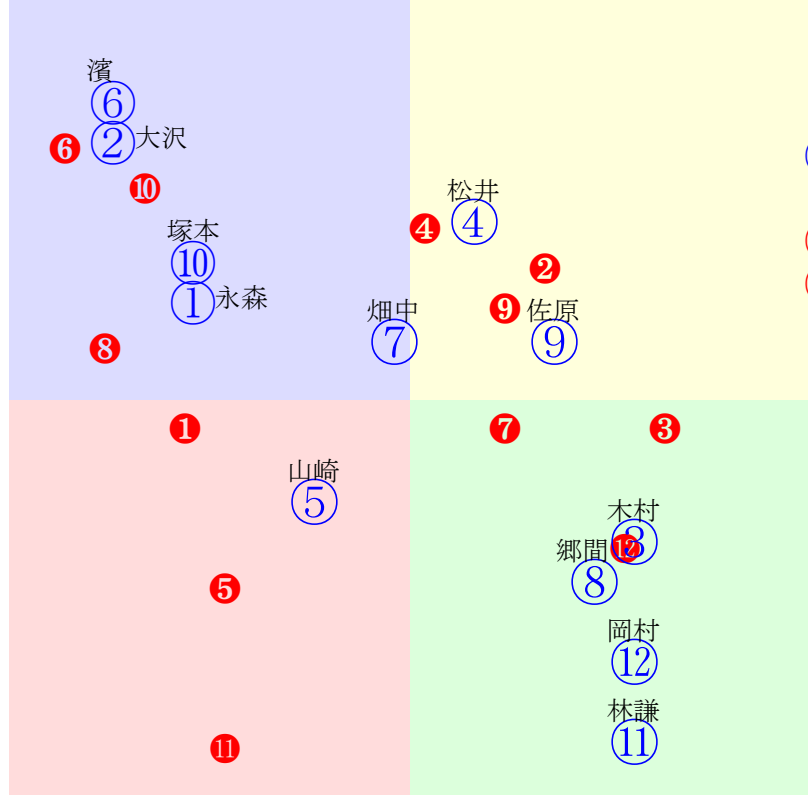 濱
⑥
❻ ② 大沢
❿
松井
❹ ④
塚本
⑩
❷
① 永森
❾
畑中 佐原
⑦ ⑨
❽
❶ ❼ ❸
山崎
⑤
木村
③
⓬
郷間
⑧
❺
岡村
⑫
林謙
⑪
⓫